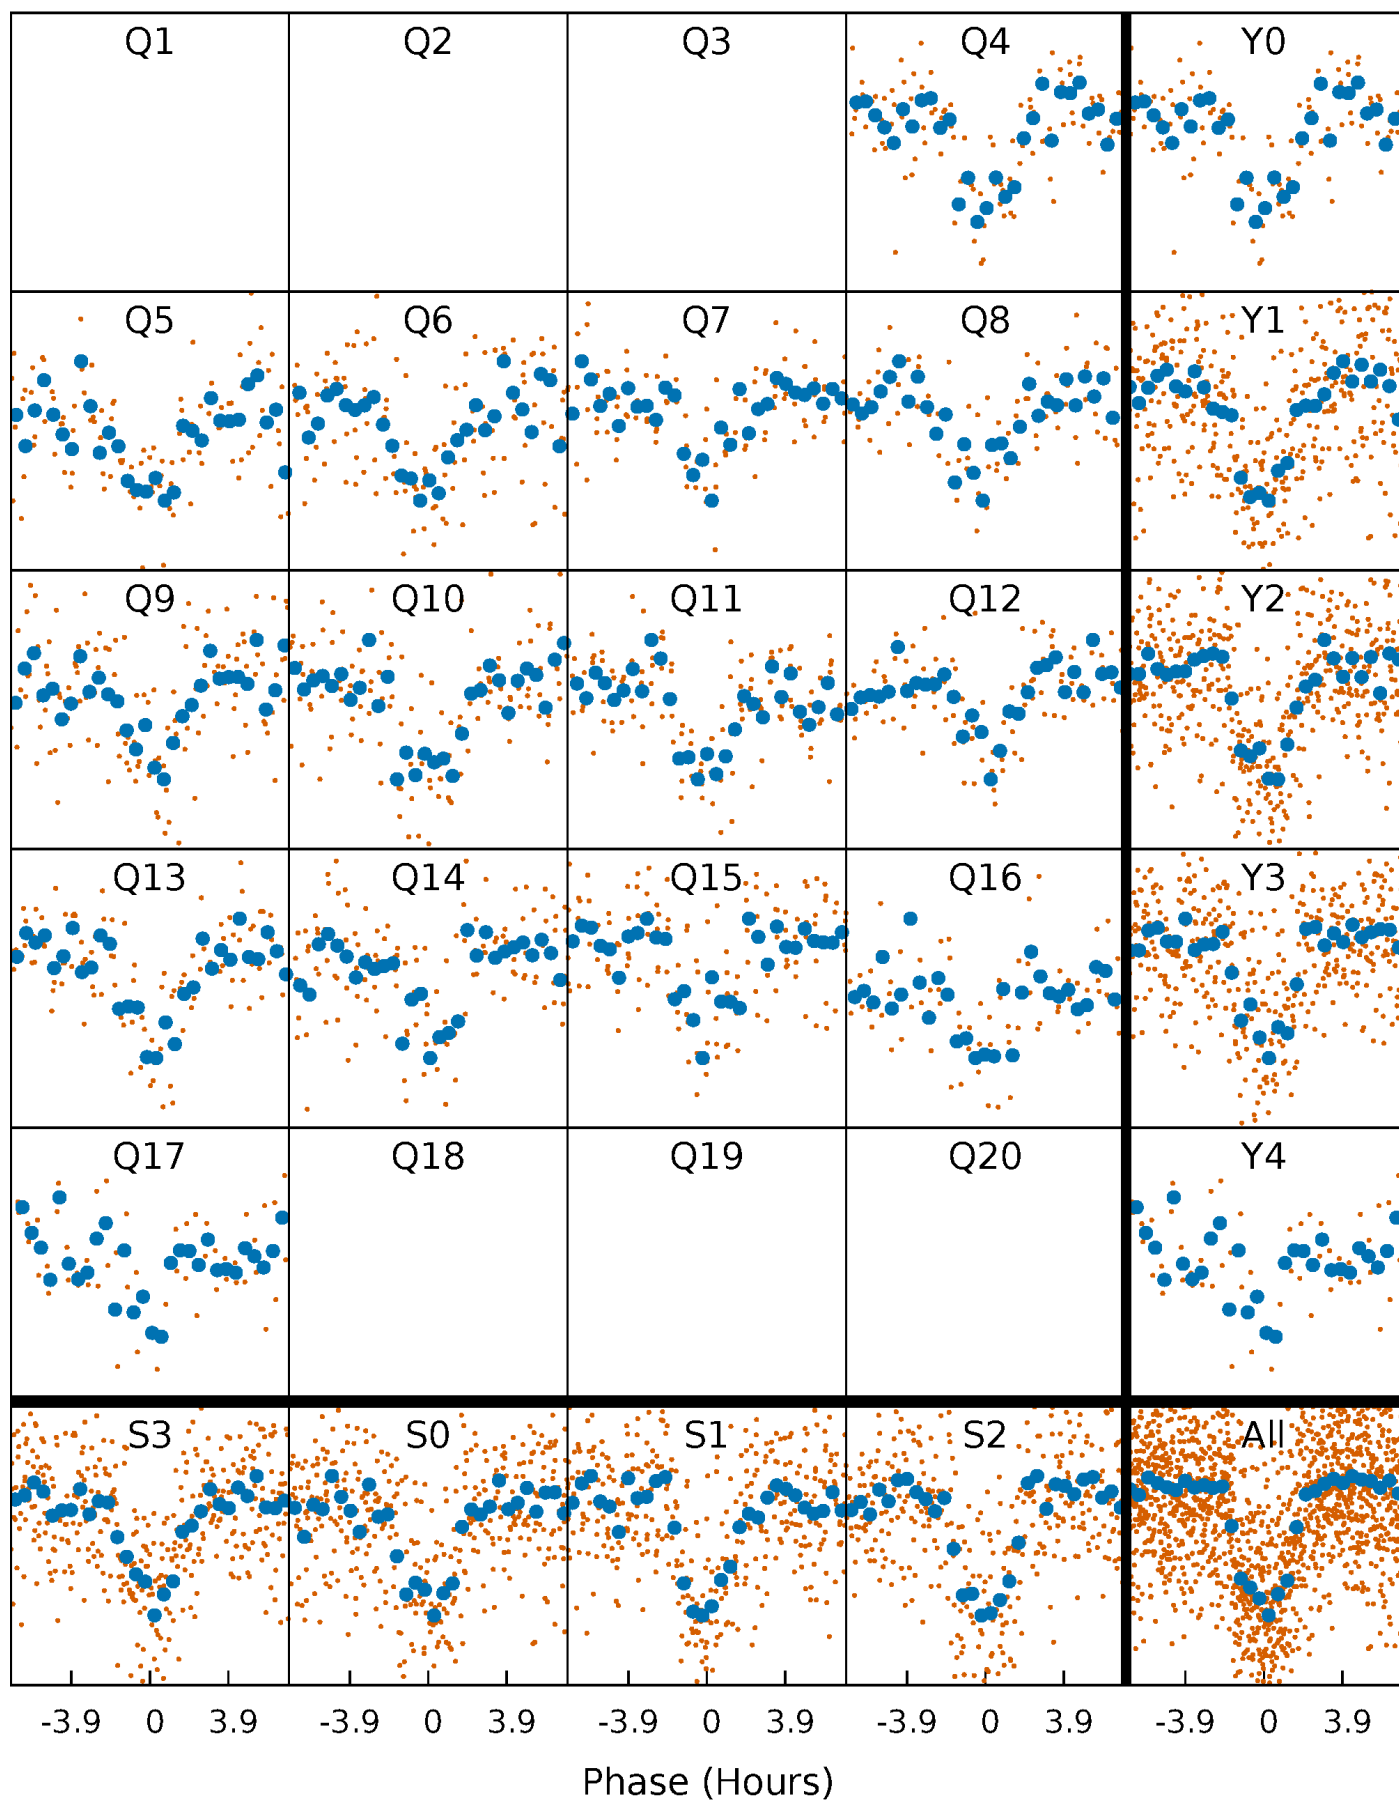 Q1 Q2 Q3 Q4 Y0
Q5 Q6 Q7 Q8 Y1
Q9 Q10 Q11 Q12 Y2
Q13 Q14 Q15 Q16 Y3
Q17 Q18 Q19 Q20 Y4
S3 S0 S1 S2 All
-3.9 0 3.9 -3.9 0 3.9 -3.9 0 3.9 -3.9 0 3.9 -3.9 0 3.9
Phase (Hours)